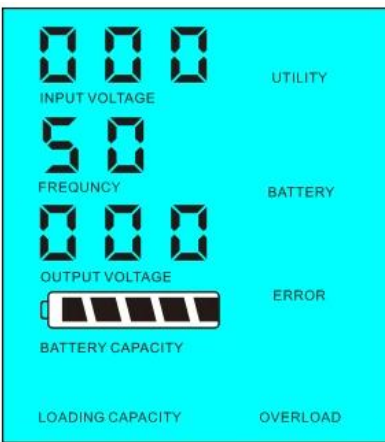 000
UTILITY
INPUT VOLTAGE
50
FREQUNCY
BATTERY
000
OUTPUT VOLTAGE
ERROR
BATTERY CAPACITY
LOADING CAPACITY OVERLOAD